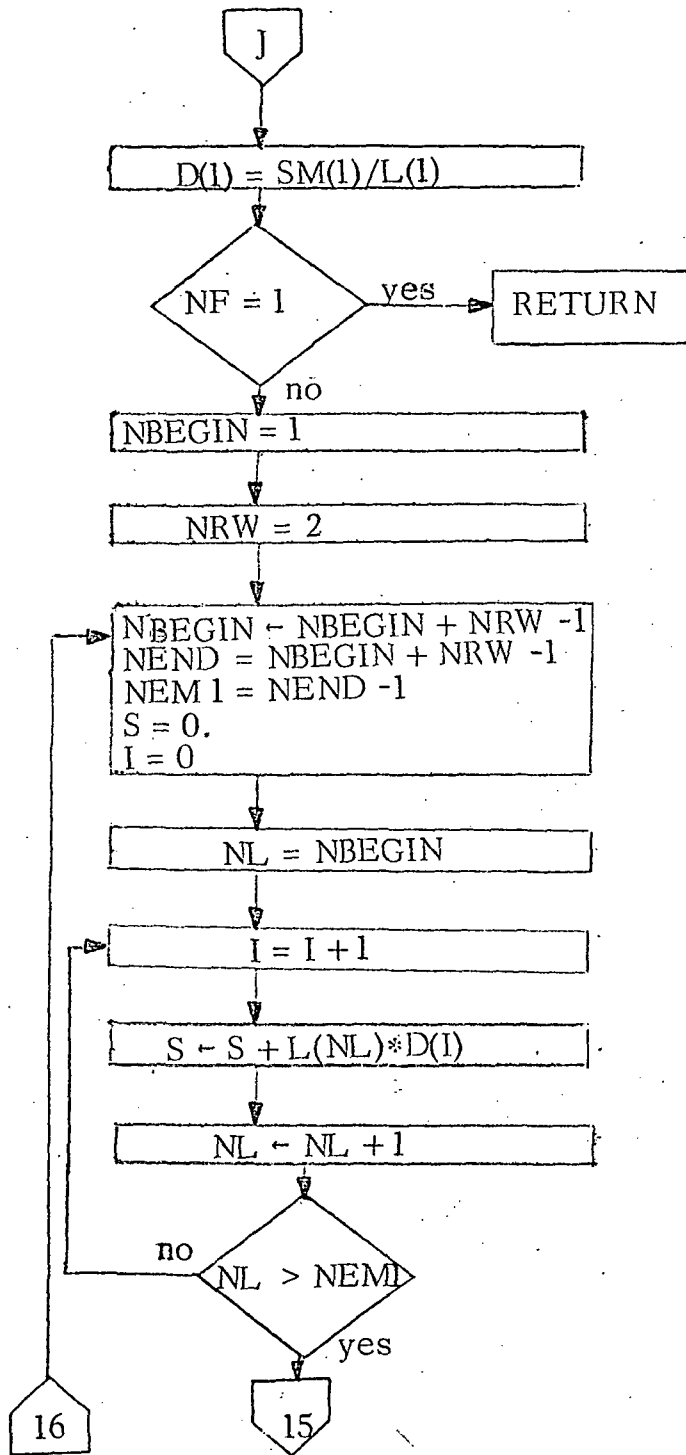 J
D(1) = SM(1)/L(1)
NF = 1
yes
RETURN
no
NBEGIN = 1
NRW = 2
NBEGIN ← NBEGIN + NRW -1
NEND = NBEGIN + NRW -1
NEM 1 = NEND -1
S = 0.
I = 0
NL = NBEGIN
I = I + 1
S ← S + L(NL)*D(I)
NL ← NL + 1
no
NL > NEM1
yes
16
15